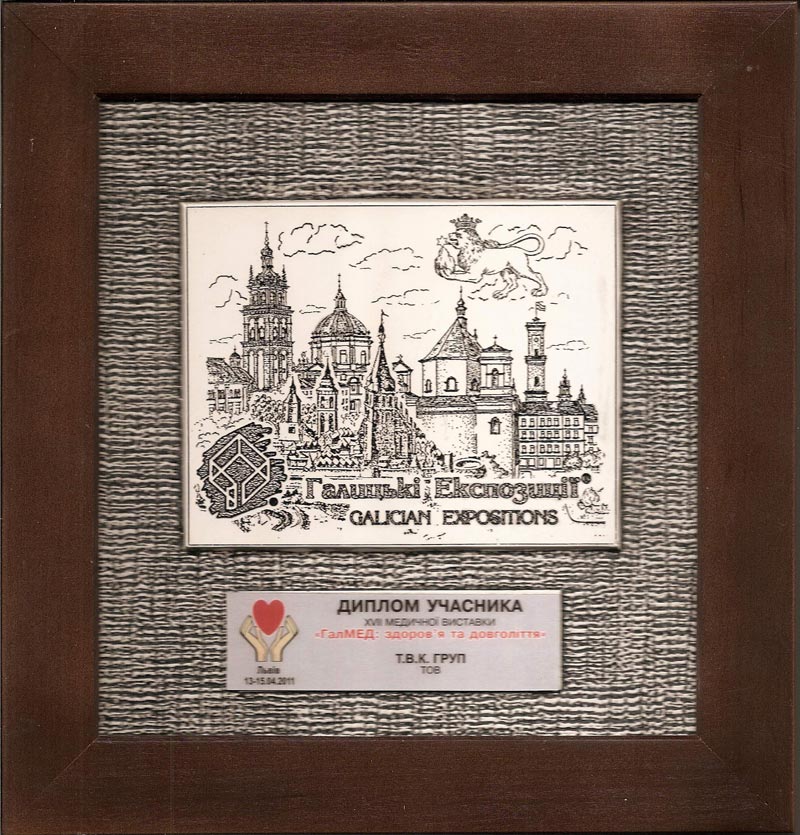 Галицькі Експозиції®
GALICIAN EXPOSITIONS
ДИПЛОМ УЧАСНИКА
XVII МЕДИЧНОЇ ВИСТАВКИ
«ГалМЕД: здоров`я та довголіття»
Т.В.К. ГРУП
ТОВ
Львів
13-15.04.2011